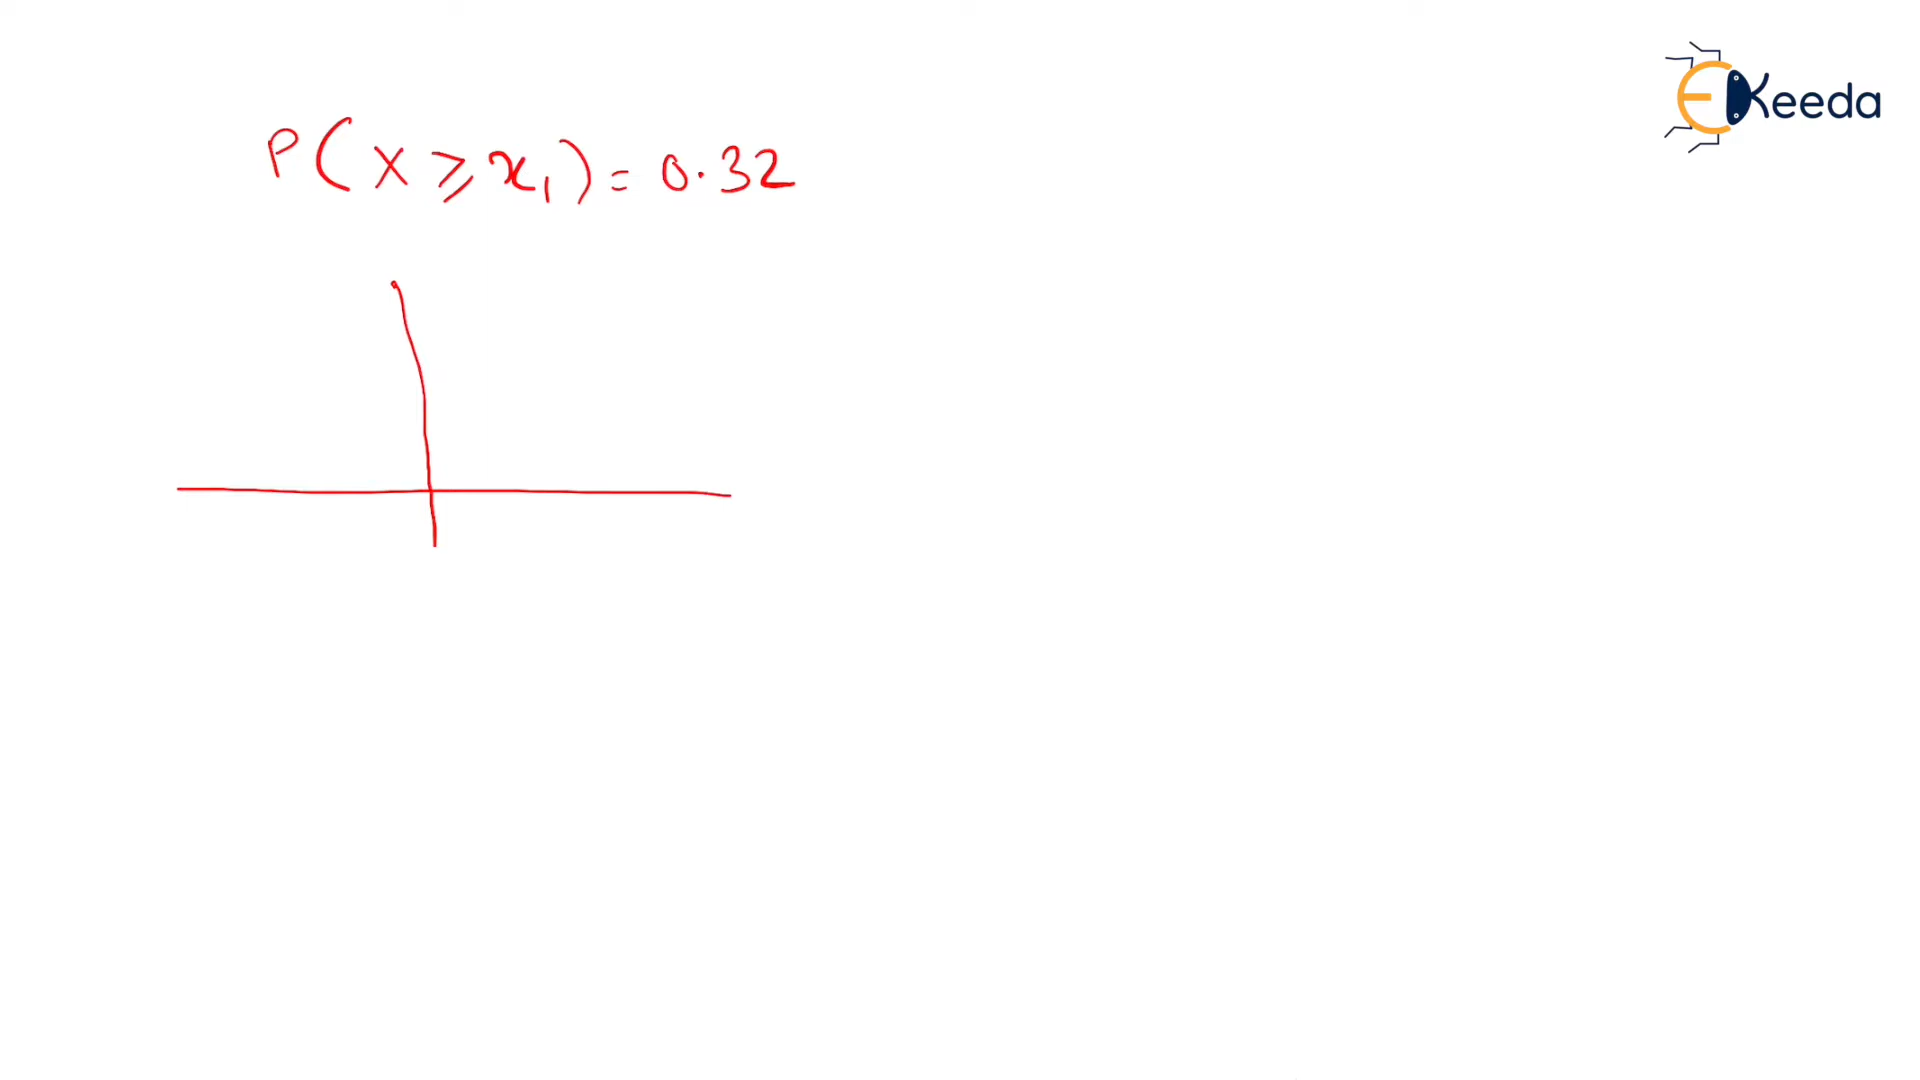 EKeeda
P(X ≥ x₁) = 0.32